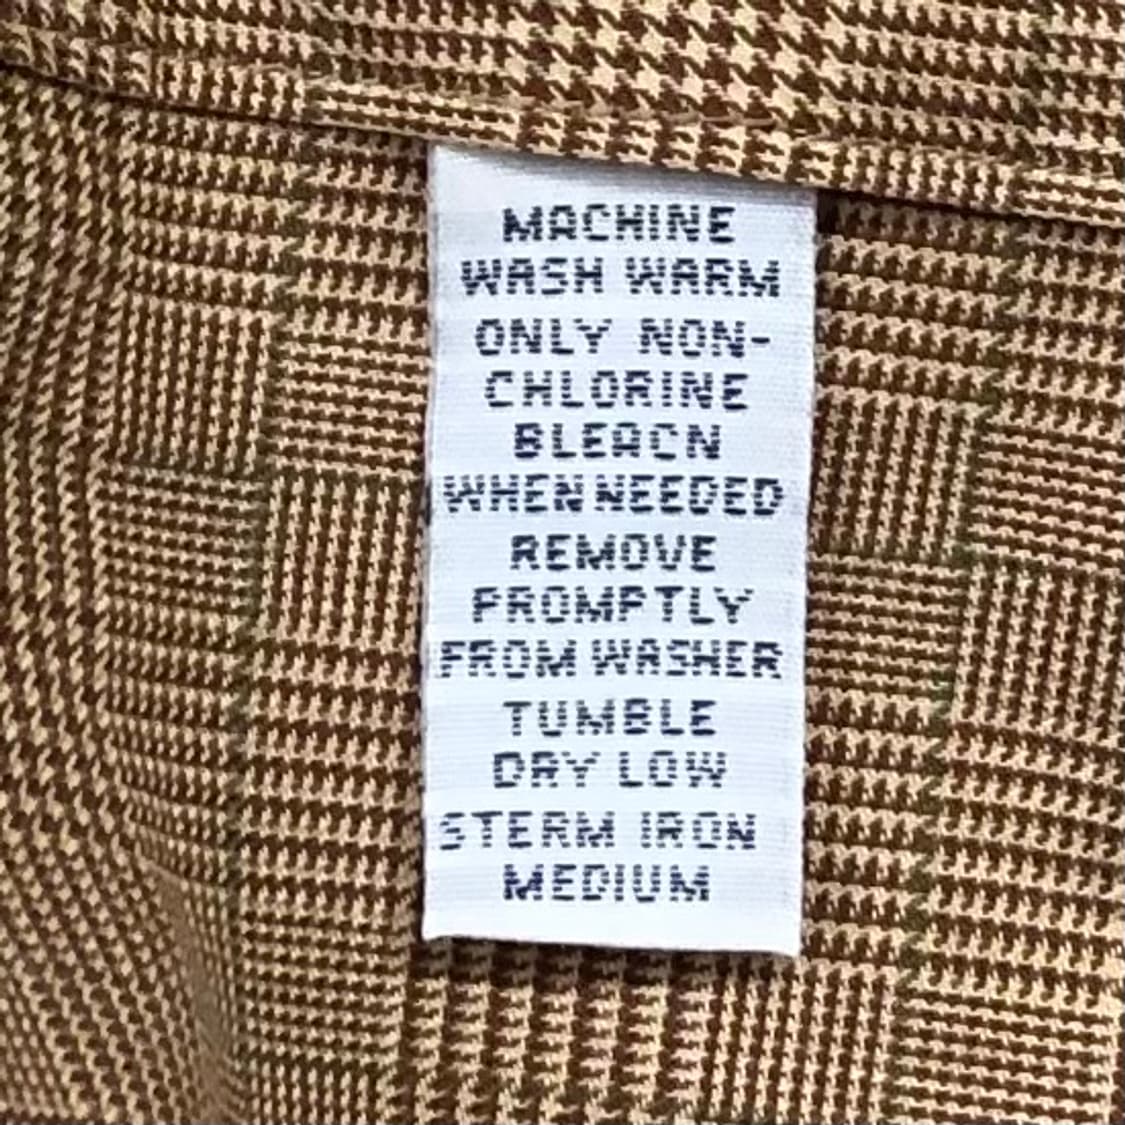 MACHINE
WASH WARM
ONLY NON-
CHLORINE
BLEACN
WHEN NEEDED
REMOVE
PROMPTLY
FROM WASHER
TUMBLE
DRY LOW
STERM IRON
MEDIUM